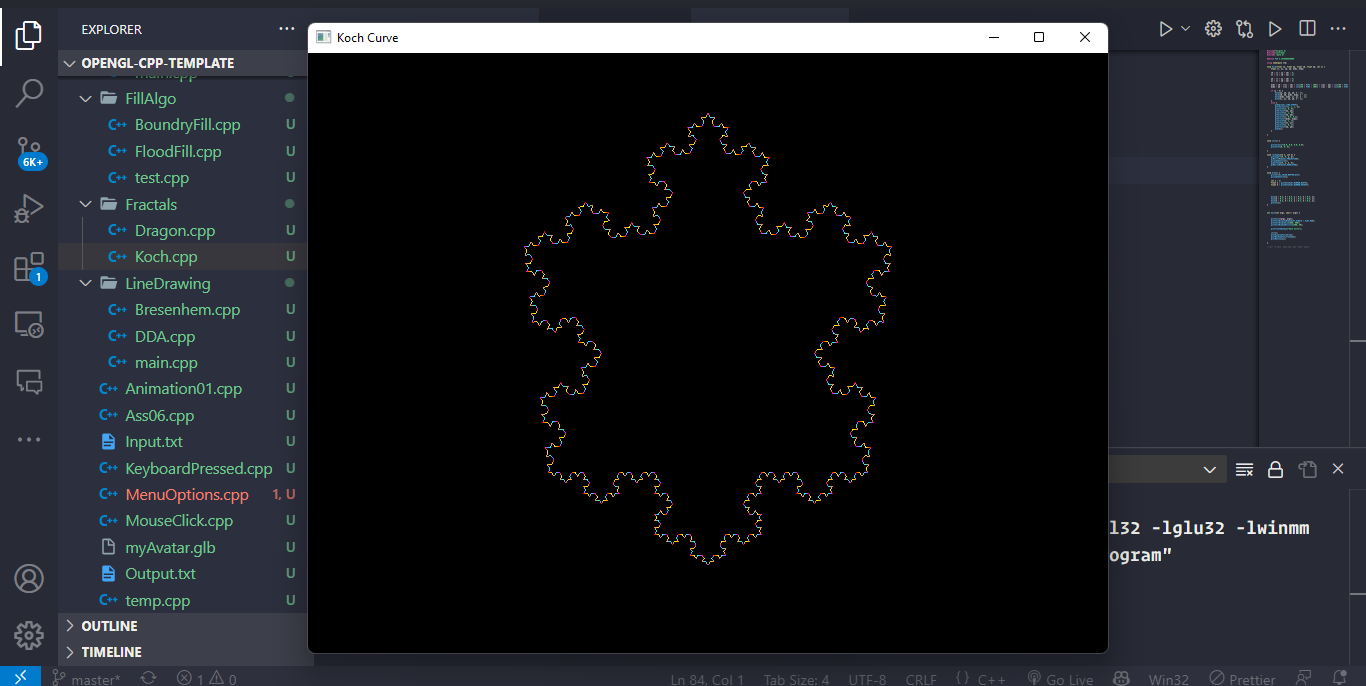 EXPLORER
OPENGL-CPP-TEMPLATE
main.cpp
FillAlgo
C++ BoundryFill.cpp U
C++ FloodFill.cpp U
C++ test.cpp U
Fractals
C++ Dragon.cpp U
C++ Koch.cpp U
LineDrawing
C++ Bresenhem.cpp U
C++ DDA.cpp U
C++ main.cpp U
C++ Animation01.cpp U
C++ Ass06.cpp U
Input.txt U
C++ KeyboardPressed.cpp U
C++ MenuOptions.cpp 1, U
C++ MouseClick.cpp U
myAvatar.glb U
Output.txt U
C++ temp.cpp U
OUTLINE
TIMELINE
6K+
1
Koch Curve
l32 -lglu32 -lwinmm
ogram"
master* 1 0 Ln 84, Col 1 Tab Size: 4 UTF-8 CRLF {} C++ Go Live Win32 Prettier